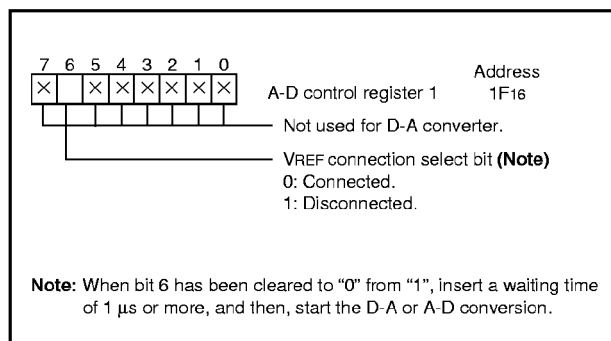 7 6 5 4 3 2 1 0
× × × × × × ×
A-D control register 1
Address
1F16
Not used for D-A converter.
VREF connection select bit (Note)
0: Connected.
1: Disconnected.
Note: When bit 6 has been cleared to “0” from “1”, insert a waiting time
of 1 µs or more, and then, start the D-A or A-D conversion.